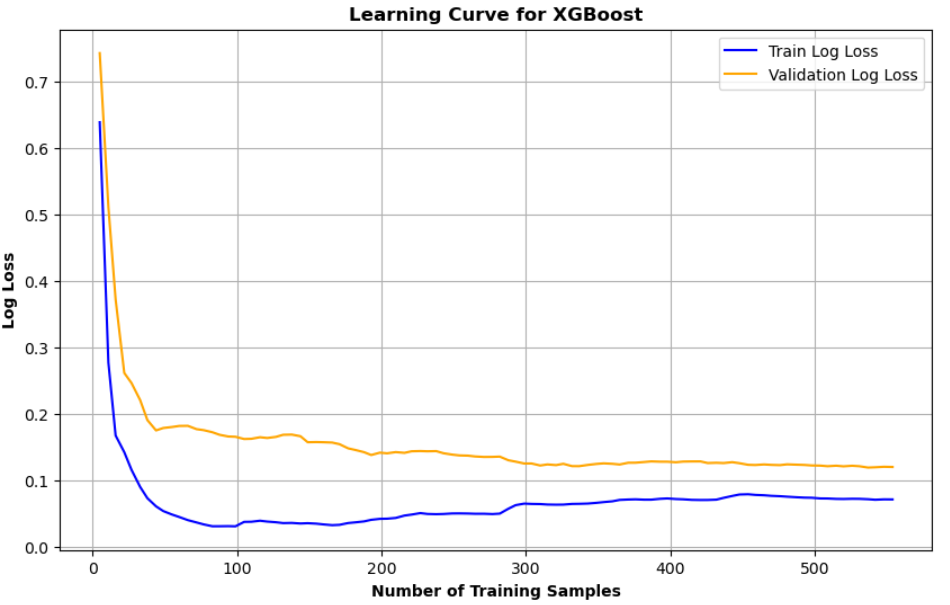 Learning Curve for XGBoost
Train Log Loss
Validation Log Loss
Log Loss
0.7
0.6
0.5
0.4
0.3
0.2
0.1
0.0
0 100 200 300 400 500
Number of Training Samples